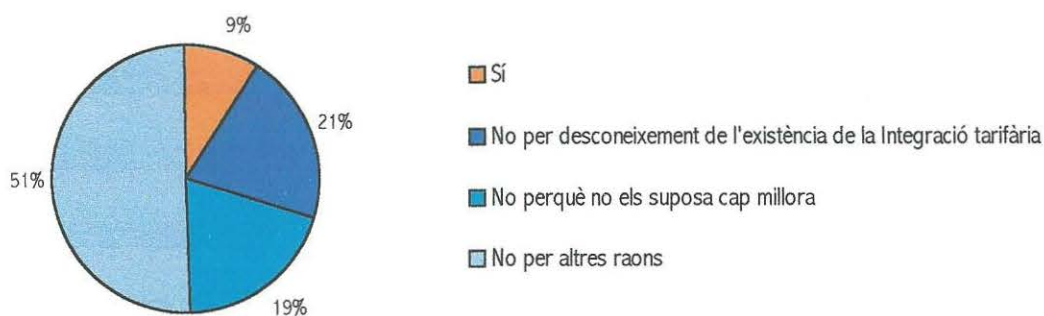 9%
21%
51%
19%
Sí
No per desconeixement de l'existència de la Integració tarifària
No perquè no els suposa cap millora
No per altres raons